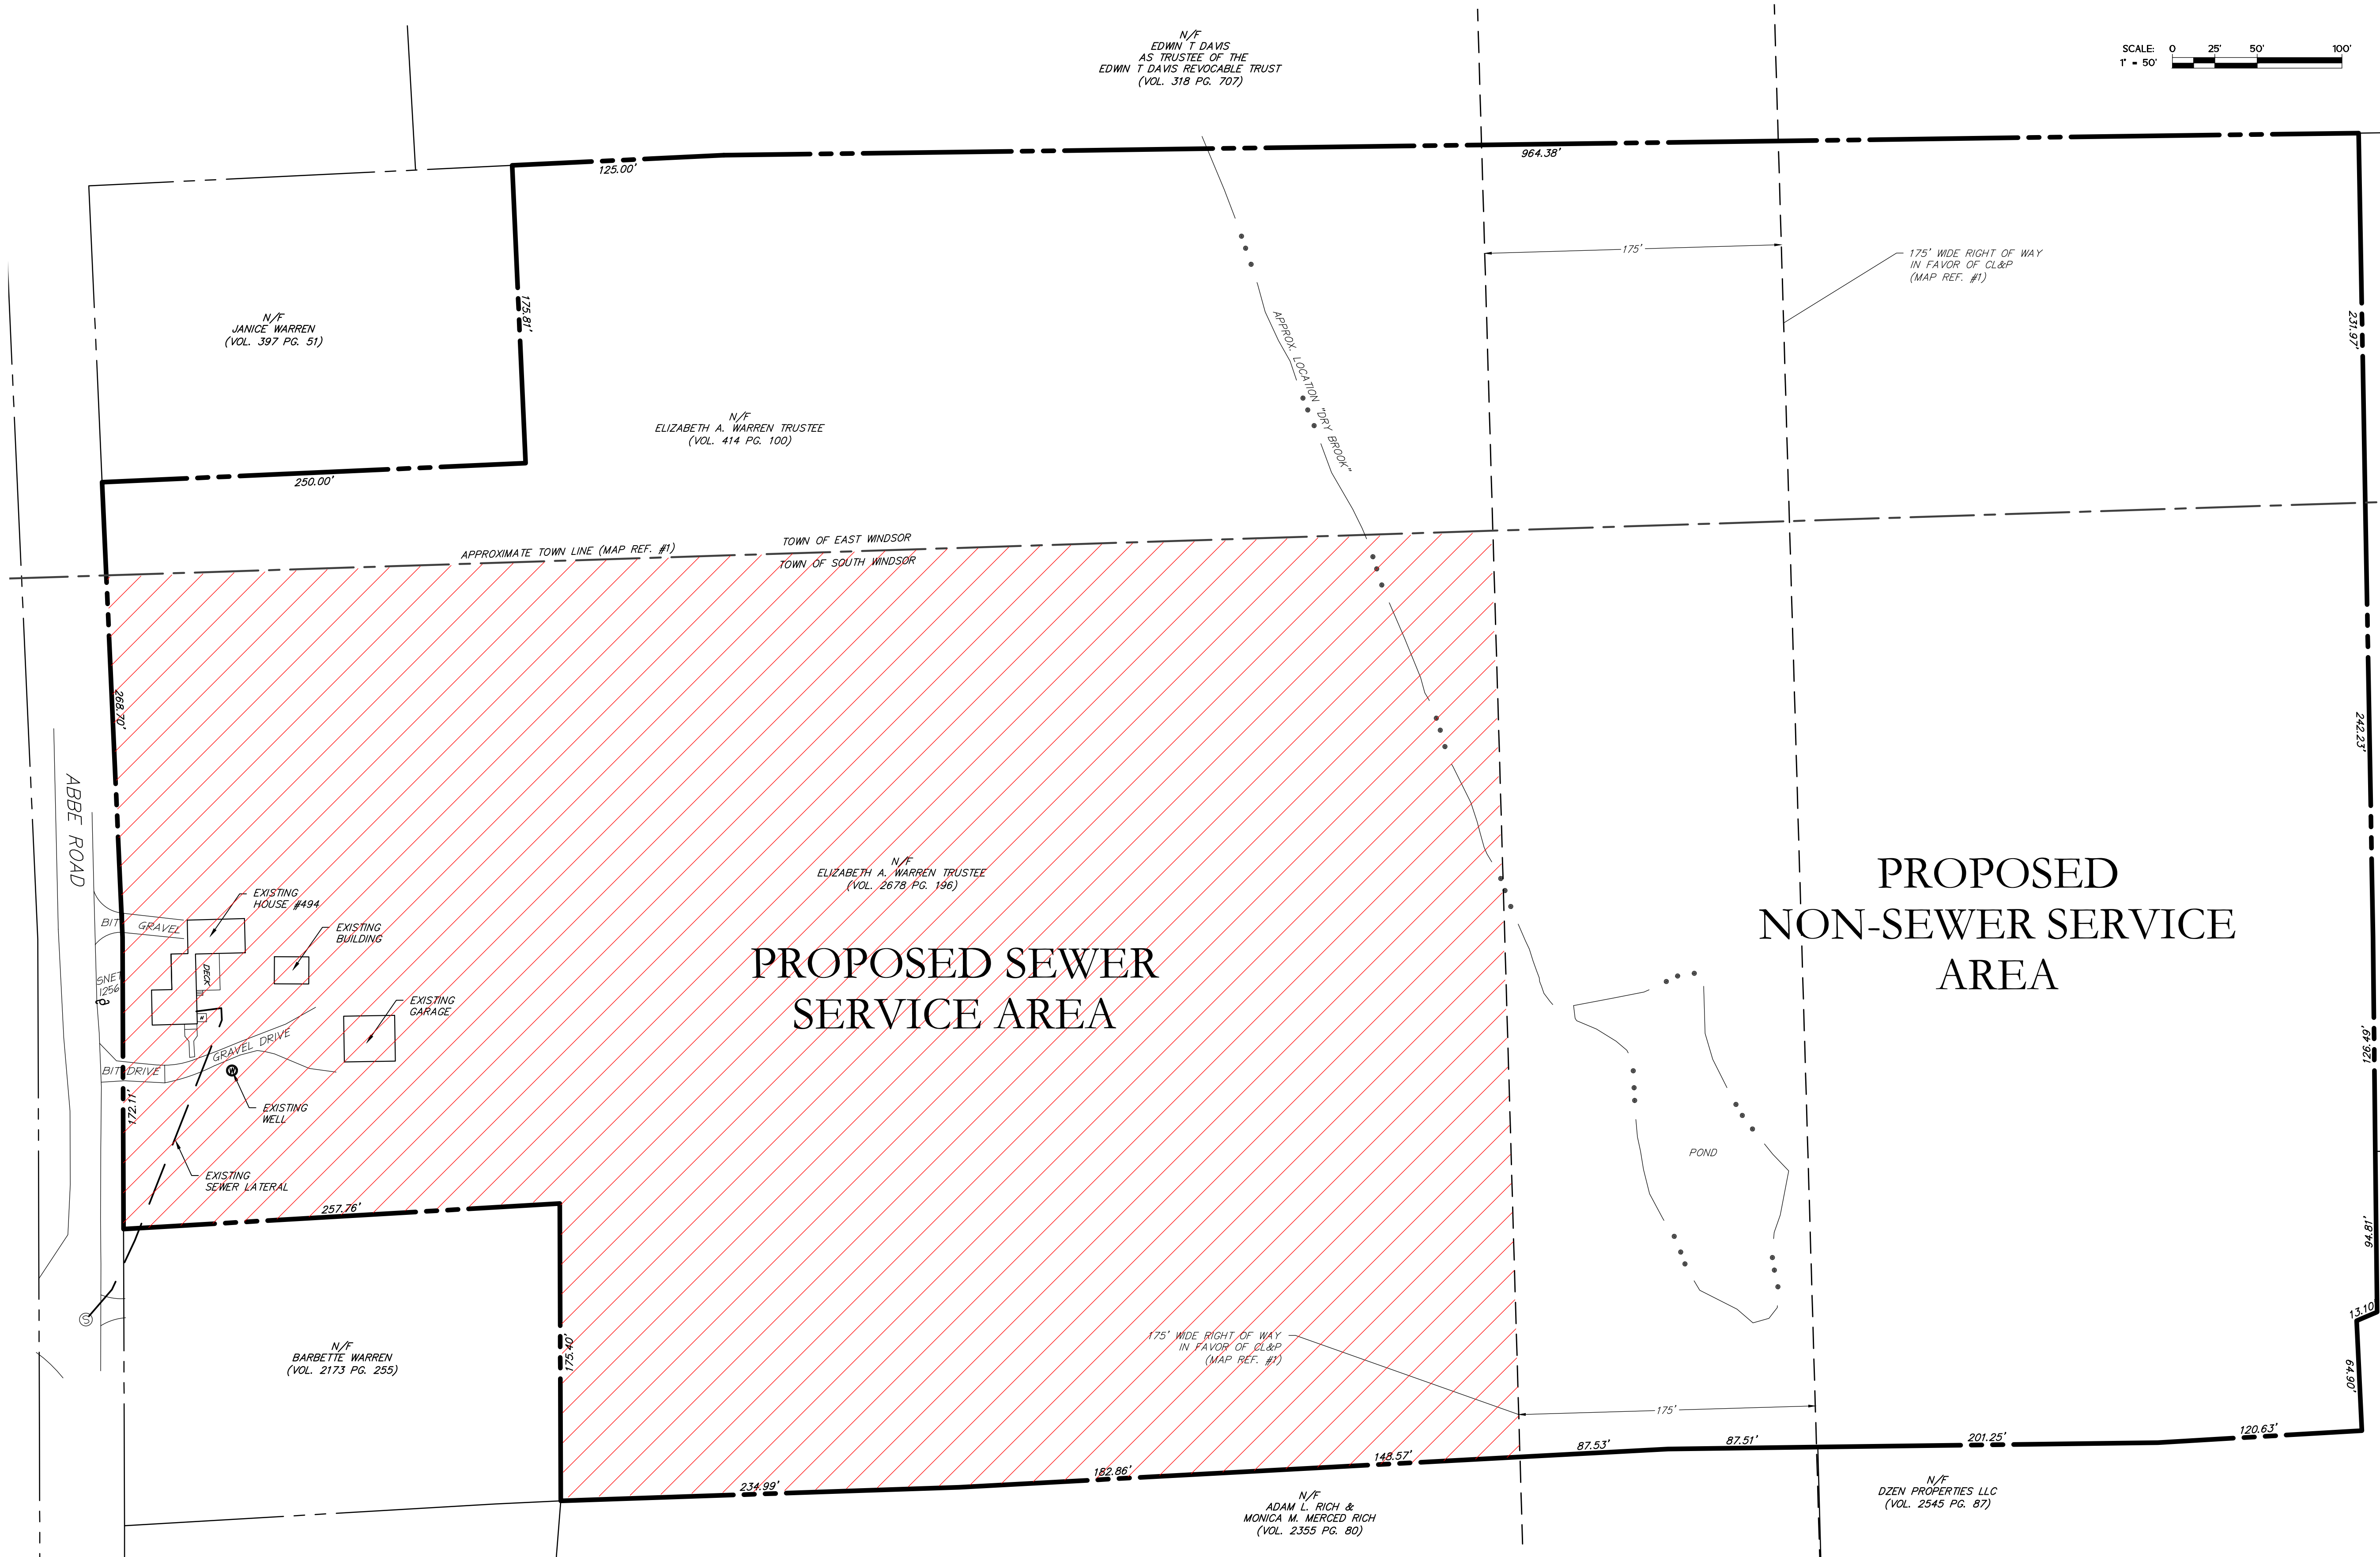 N/F
EDWIN T DAVIS
AS TRUSTEE OF THE
EDWIN T DAVIS REVOCABLE TRUST
(VOL. 318 PG. 707)
SCALE: 0 25' 50' 100'
1" = 50'
125.00'
964.38'
175'
175' WIDE RIGHT OF WAY
IN FAVOR OF CL&P
(MAP REF. #1)
N/F
JANICE WARREN
(VOL. 397 PG. 51)
175.81'
231.97'
APPROX. LOCATION "DRY BROOK"
N/F
ELIZABETH A. WARREN TRUSTEE
(VOL. 414 PG. 100)
250.00'
APPROXIMATE TOWN LINE (MAP REF. #1)
TOWN OF EAST WINDSOR
TOWN OF SOUTH WINDSOR
268.70'
242.23'
ABBE ROAD
N/F
ELIZABETH A. WARREN TRUSTEE
(VOL. 2678 PG. 196)
PROPOSED SEWER
SERVICE AREA
PROPOSED
NON-SEWER SERVICE
AREA
EXISTING
HOUSE #494
BIT.
GRAVEL
EXISTING
BUILDING
DECK
SNET
1256
H
EXISTING
GARAGE
GRAVEL DRIVE
BIT.
DRIVE
W
EXISTING
WELL
172.11'
126.49'
EXISTING
SEWER LATERAL
POND
257.76'
94.81'
S
13.10'
175.40'
N/F
BARBETTE WARREN
(VOL. 2173 PG. 255)
175' WIDE RIGHT OF WAY
IN FAVOR OF CL&P
(MAP REF. #1)
64.90'
175'
234.99'
182.86'
148.57'
87.53'
87.51'
201.25'
120.63'
N/F
ADAM L. RICH &
MONICA M. MERCED RICH
(VOL. 2355 PG. 80)
N/F
DZEN PROPERTIES LLC
(VOL. 2545 PG. 87)